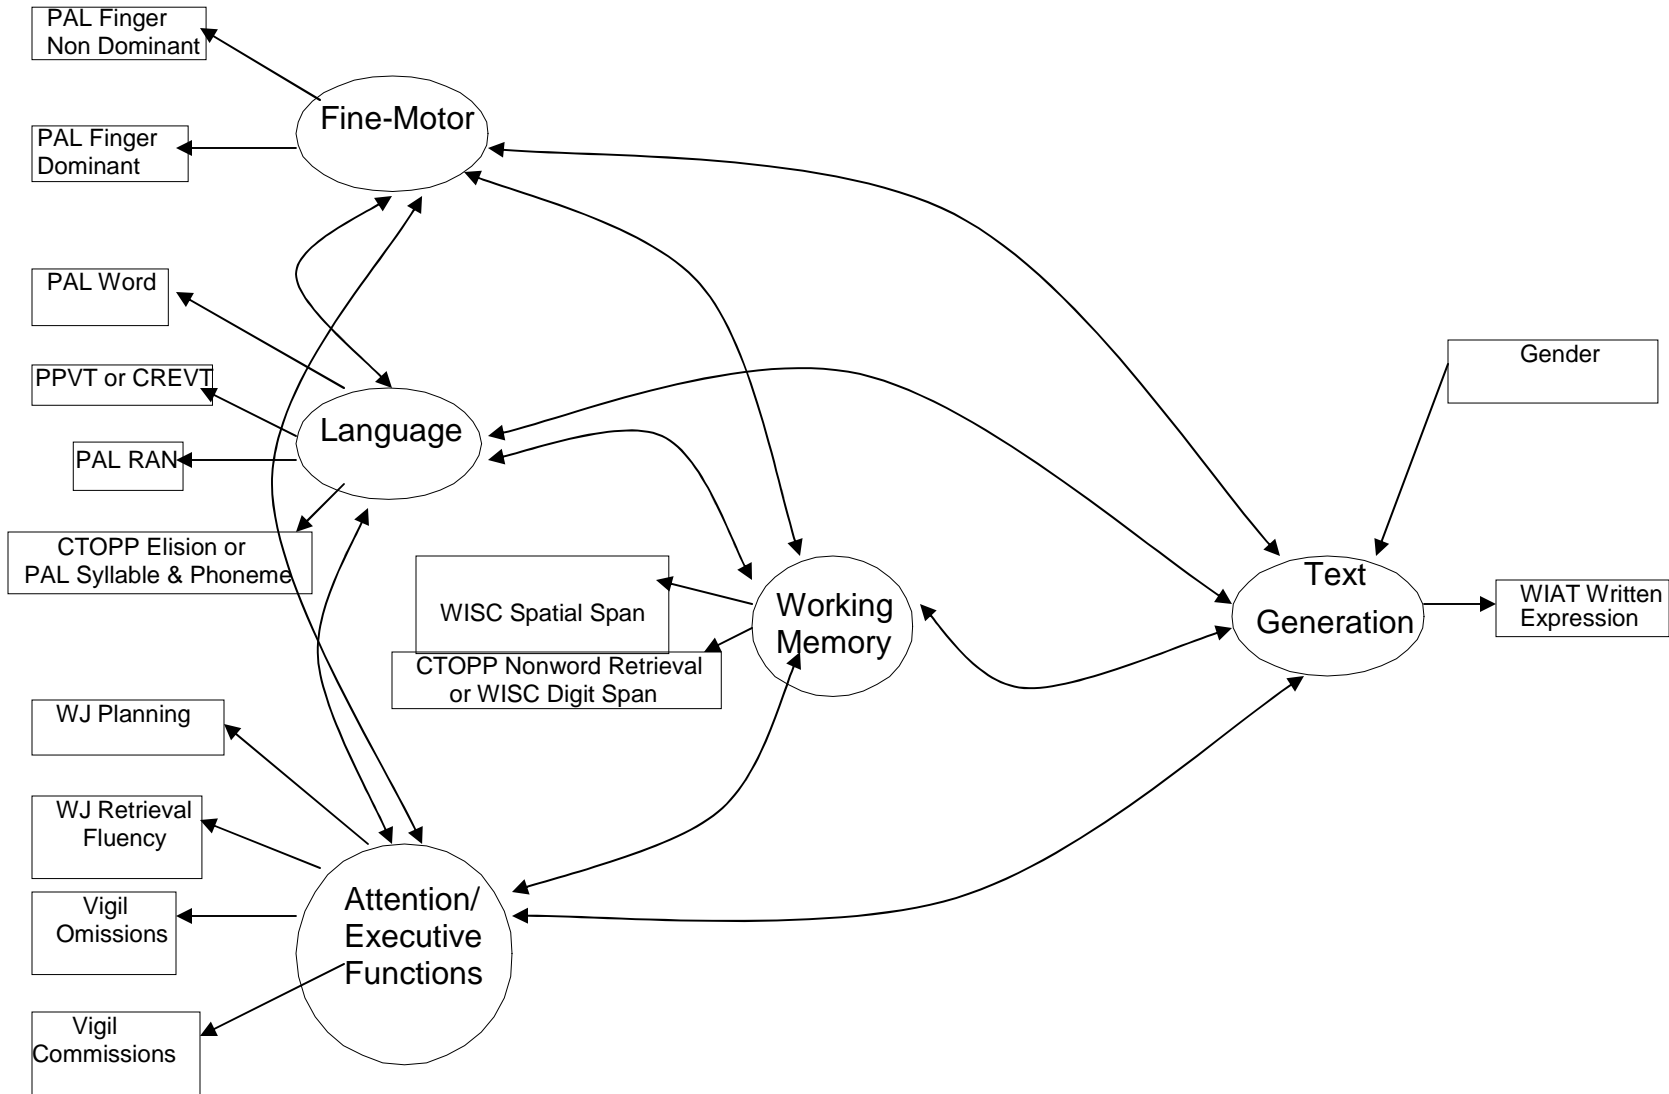 PAL Finger
Non Dominant
Fine-Motor
PAL Finger
Dominant
PAL Word
Gender
PPVT or CREVT
Language
PAL RAN
CTOPP Elision or
PAL Syllable & Phoneme
WISC Spatial Span
Working
Memory
Text
Generation
WIAT Written
Expression
CTOPP Nonword Retrieval
or WISC Digit Span
WJ Planning
WJ Retrieval
Fluency
Attention/
Executive
Functions
Vigil
Omissions
Vigil
Commissions